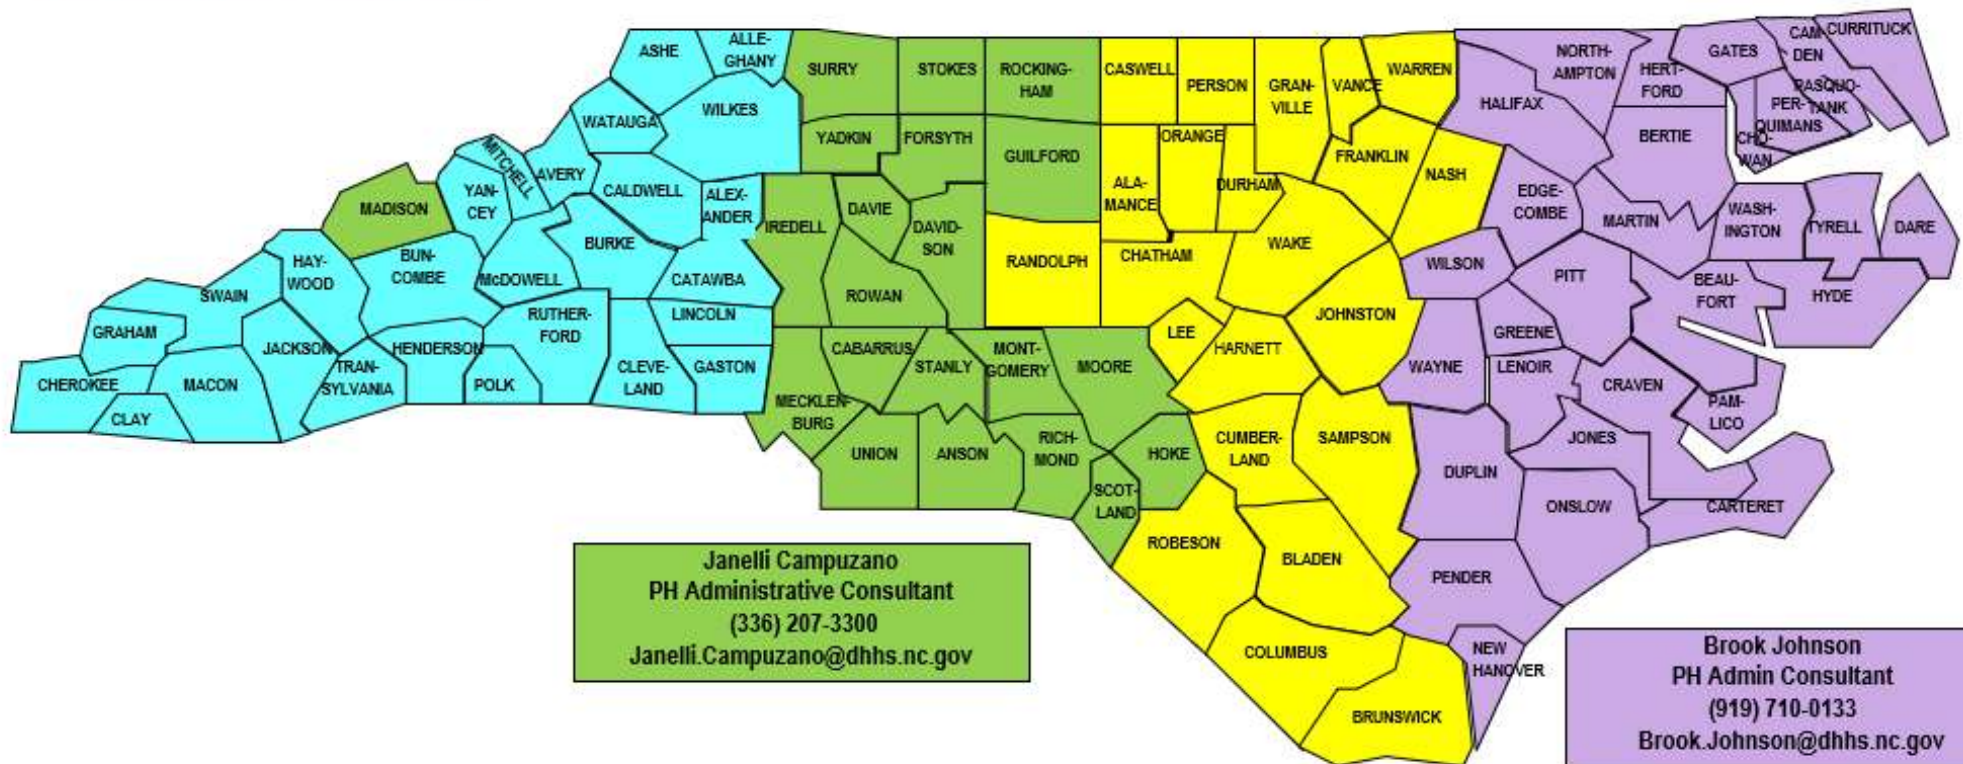 ASHE
ALLE-
GHANY
SURRY
STOKES
ROCKING-
HAM
CASWELL
PERSON
GRAN-
VILLE
VANCE
WARREN
NORTH-
AMPTON
HERT-
FORD
GATES
CAM-
DEN
CURRITUCK
PASQUO-
TANK
PER-
QUIMANS
CHO-
WAN
HALIFAX
BERTIE
WATAUGA
WILKES
YADKIN
FORSYTH
GUILFORD
ALA-
MANCE
ORANGE
DURHAM
FRANKLIN
NASH
EDGE-
COMBE
MARTIN
WASH-
INGTON
TYRELL
DARE
MADISON
YAN-
CEY
MITCHELL
AVERY
CALDWELL
ALEX-
ANDER
IREDELL
DAVIE
DAVID-
SON
RANDOLPH
CHATHAM
WAKE
WILSON
PITT
BEAU-
FORT
HYDE
SWAIN
HAY-
WOOD
BUN-
COMBE
McDOWELL
BURKE
CATAWBA
ROWAN
GRAHAM
CHEROKEE
CLAY
MACON
JACKSON
TRAN-
SYLVANIA
HENDERSON
POLK
RUTHER-
FORD
CLEVE-
LAND
LINCOLN
GASTON
MECKLEN-
BURG
CABARRUS
STANLY
MONT-
GOMERY
MOORE
LEE
HARNETT
JOHNSTON
WAYNE
GREENE
LENOIR
CRAVEN
PAM-
LICO
UNION
ANSON
RICH-
MOND
SCOT-
LAND
HOKE
CUMBER-
LAND
SAMPSON
DUPLIN
JONES
ONSLOW
CARTERET
ROBESON
BLADEN
PENDER
COLUMBUS
BRUNSWICK
NEW
HANOVER
Janelli Campuzano
PH Administrative Consultant
(336) 207-3300
Janelli.Campuzano@dhhs.nc.gov
Brook Johnson
PH Admin Consultant
(919) 710-0133
Brook.Johnson@dhhs.nc.gov